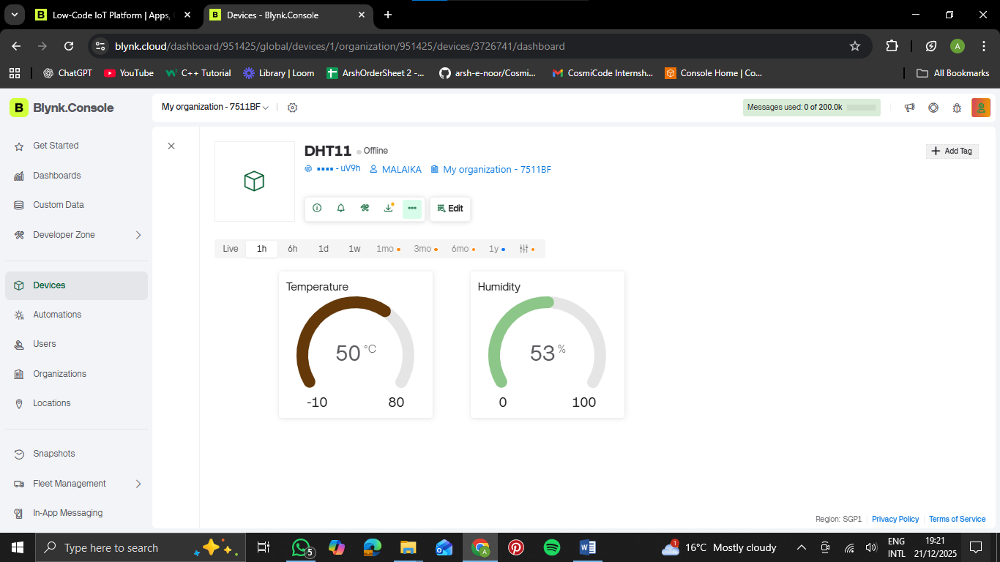 Low-Code IoT Platform | Apps,
Devices - Blynk.Console
blynk.cloud/dashboard/951425/global/devices/1/organization/951425/devices/3726741/dashboard
A
ChatGPT
YouTube
C++ Tutorial
Library | Loom
ArshOrderSheet 2 -...
arsh-e-noor/Cosmi...
CosmiCode Internsh...
Console Home | Co...
All Bookmarks
B Blynk.Console
My organization - 7511BF
Messages used: 0 of 200.0k
Get Started
Dashboards
Custom Data
Developer Zone
Devices
Automations
Users
Organizations
Locations
Snapshots
Fleet Management
In-App Messaging
DHT11 Offline
•••• - uV9h MALAIKA My organization - 7511BF
Add Tag
Edit
Live 1h 6h 1d 1w 1mo 3mo 6mo 1y
Temperature
50 °C
-10 80
Humidity
53 %
0 100
Region: SGP1 Privacy Policy Terms of Service
Type here to search
5
A
1
16°C Mostly cloudy
ENG
INTL
19:21
21/12/2025